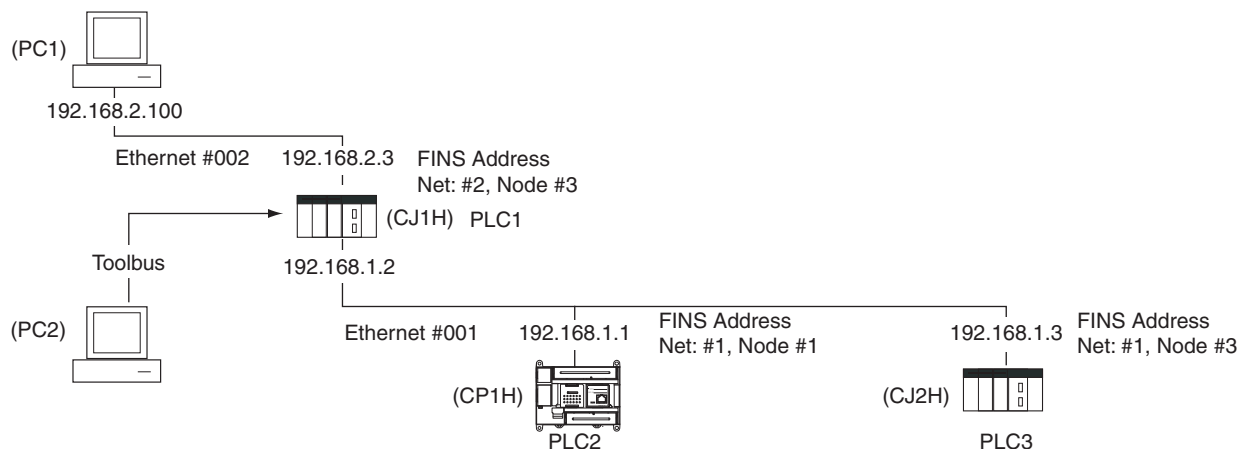 (PC1)
192.168.2.100
Ethernet #002
192.168.2.3
FINS Address
Net: #2, Node #3
(CJ1H) PLC1
Toolbus
192.168.1.2
(PC2)
Ethernet #001
192.168.1.1
FINS Address
Net: #1, Node #1
192.168.1.3
FINS Address
Net: #1, Node #3
(CP1H)
PLC2
(CJ2H)
PLC3